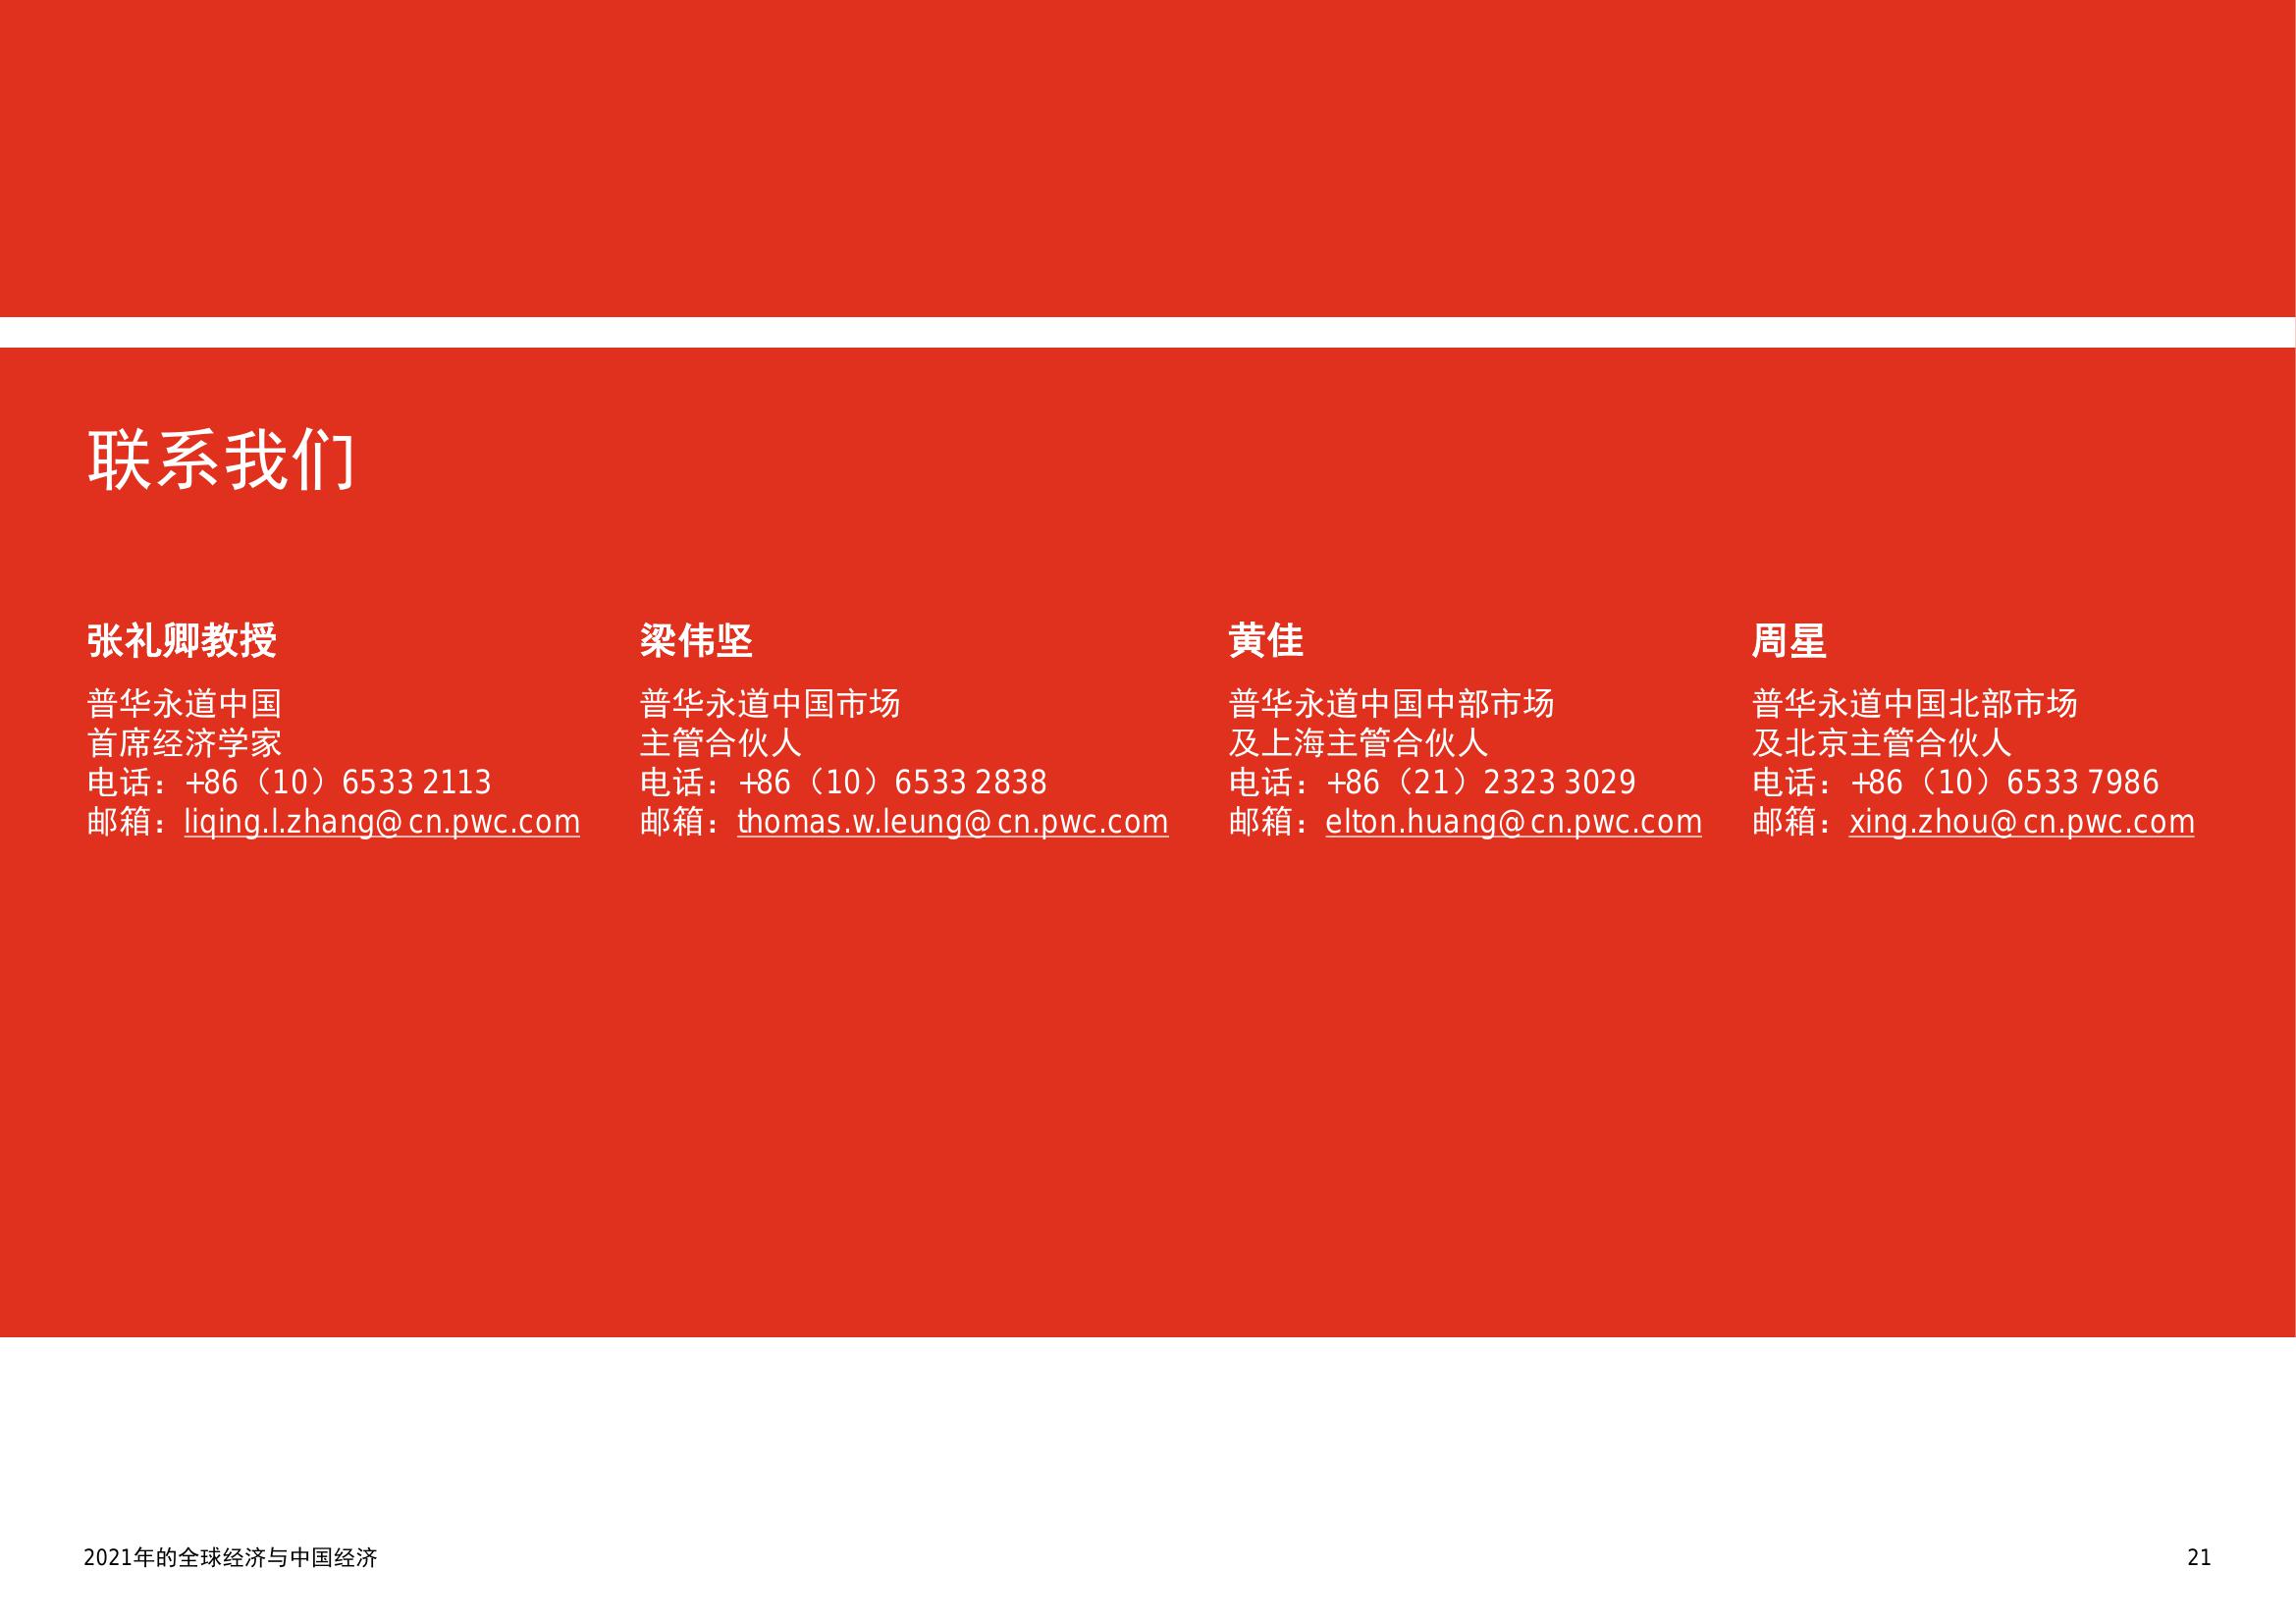 联系我们
张礼卿教授
普华永道中国
首席经济学家
电话：+86（10）6533 2113
邮箱：liqing.l.zhang@cn.pwc.com
梁伟坚
普华永道中国市场
主管合伙人
电话：+86（10）6533 2838
邮箱：thomas.w.leung@cn.pwc.com
黄佳
普华永道中国中部市场
及上海主管合伙人
电话：+86（21）2323 3029
邮箱：elton.huang@cn.pwc.com
周星
普华永道中国北部市场
及北京主管合伙人
电话：+86（10）6533 7986
邮箱：xing.zhou@cn.pwc.com
2021年的全球经济与中国经济
21